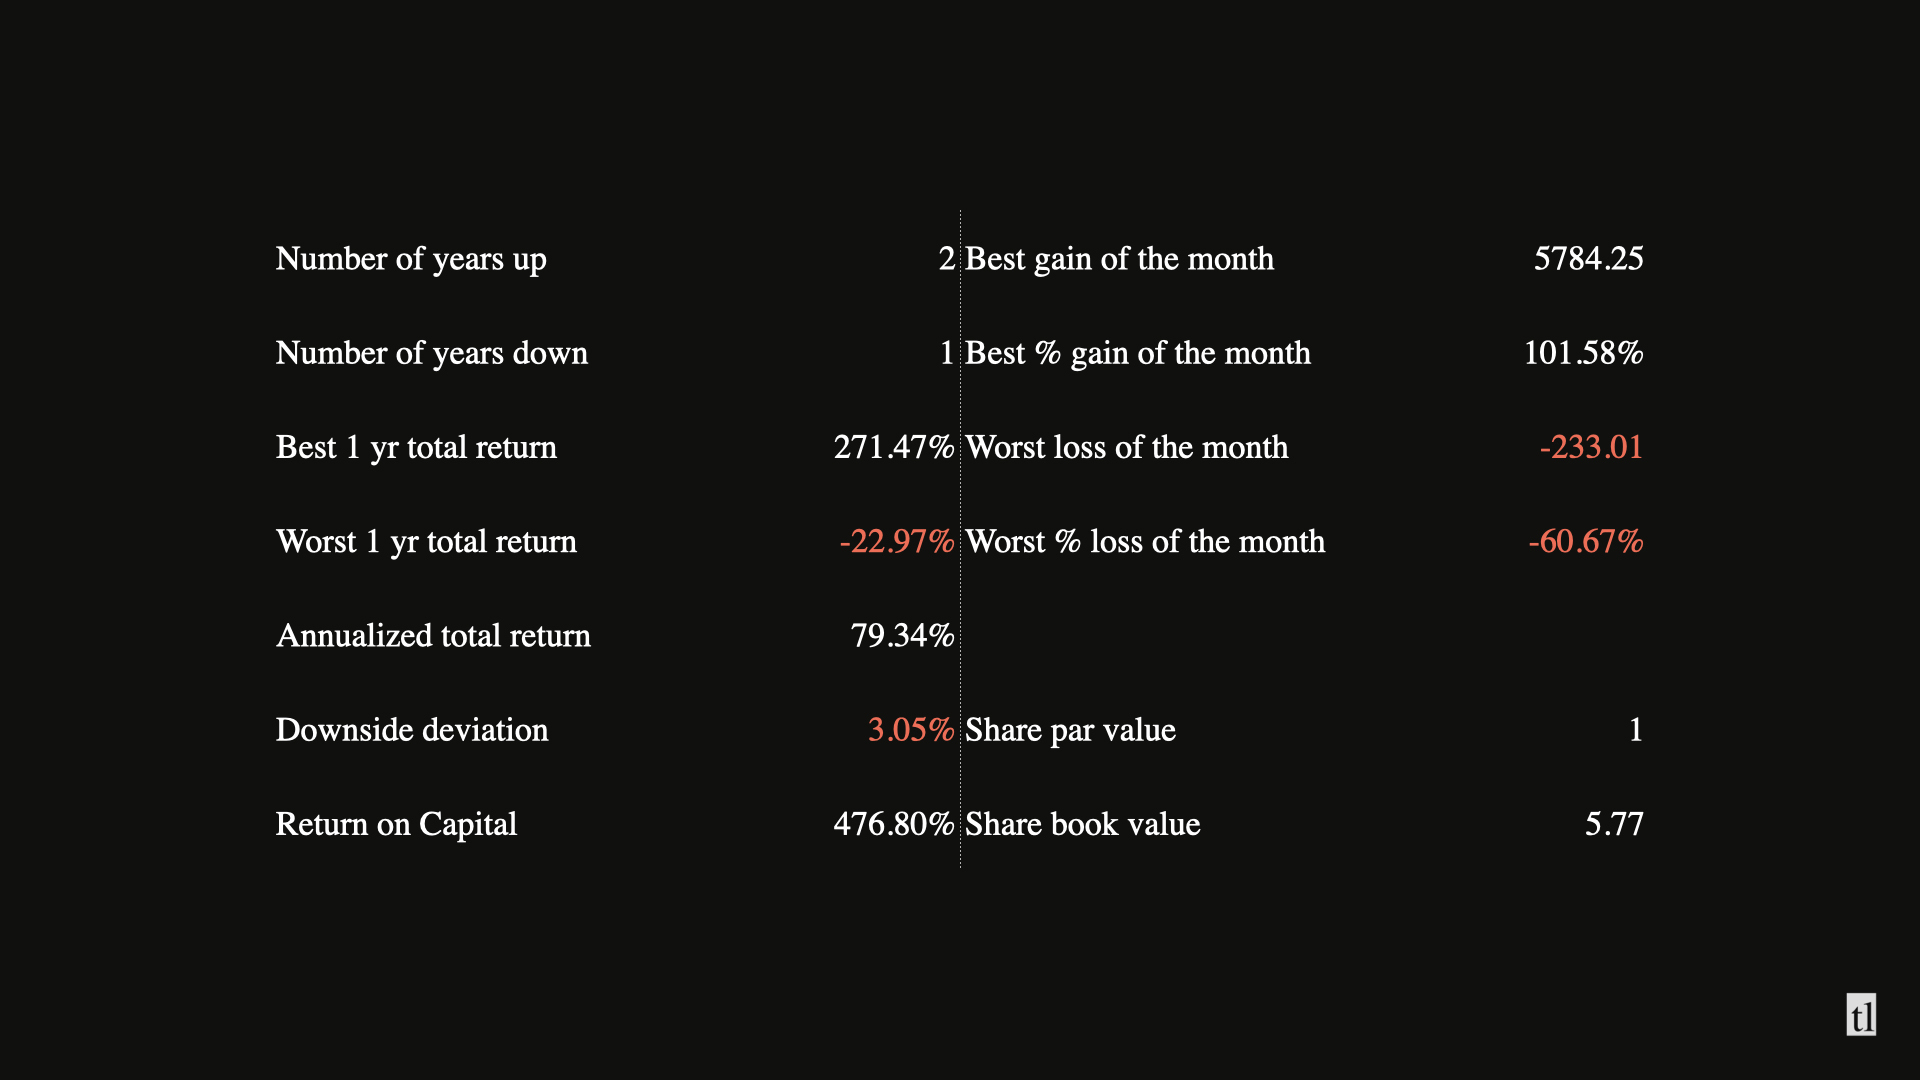 Number of years up 2 Best gain of the month 5784.25
Number of years down 1 Best % gain of the month 101.58%
Best 1 yr total return 271.47% Worst loss of the month -233.01
Worst 1 yr total return -22.97% Worst % loss of the month -60.67%
Annualized total return 79.34%
Downside deviation 3.05% Share par value 1
Return on Capital 476.80% Share book value 5.77
tl